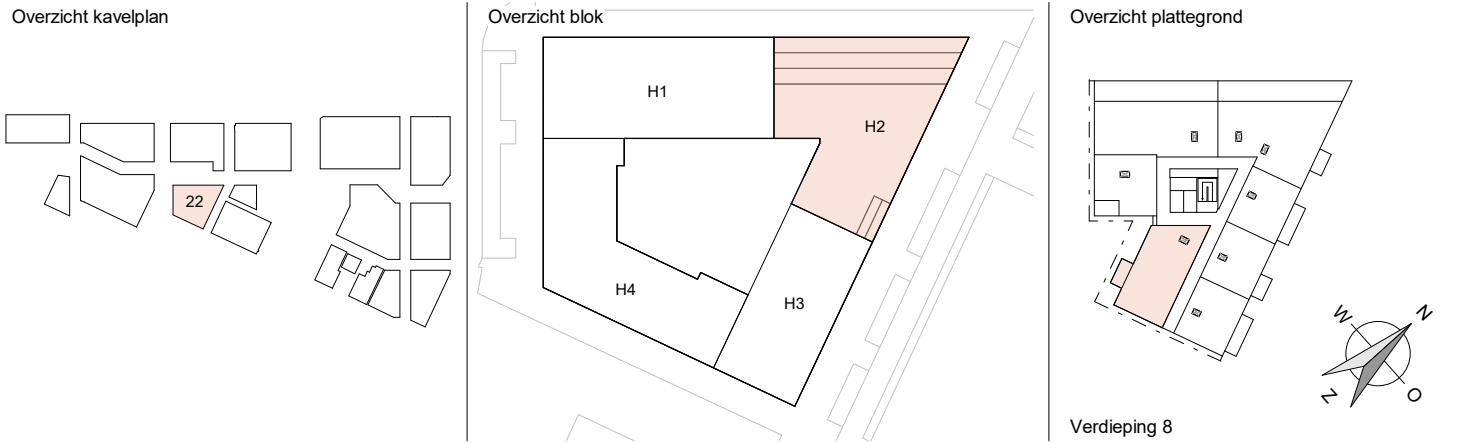 Overzicht kavelplan
22
Overzicht blok
H1
H2
H3
H4
Overzicht plattegrond
N
W
O
Z
Verdieping 8